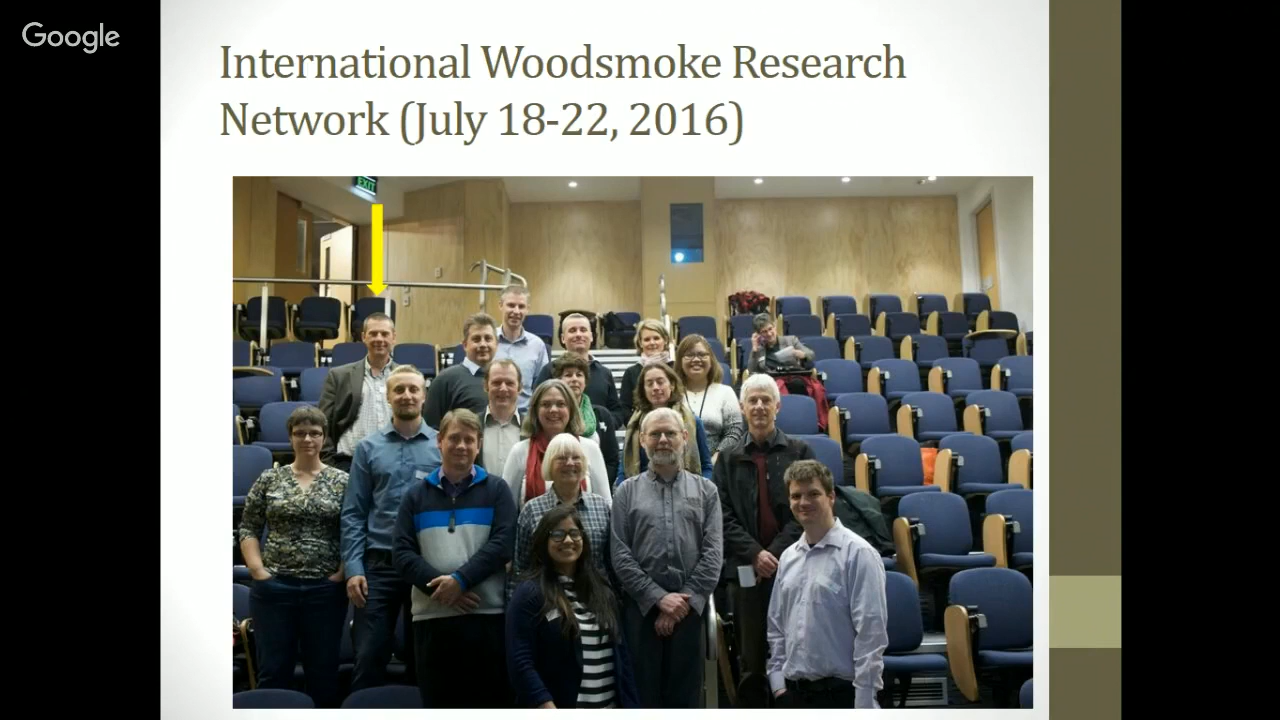 Google
International Woodsmoke Research
Network (July 18-22, 2016)
EXIT